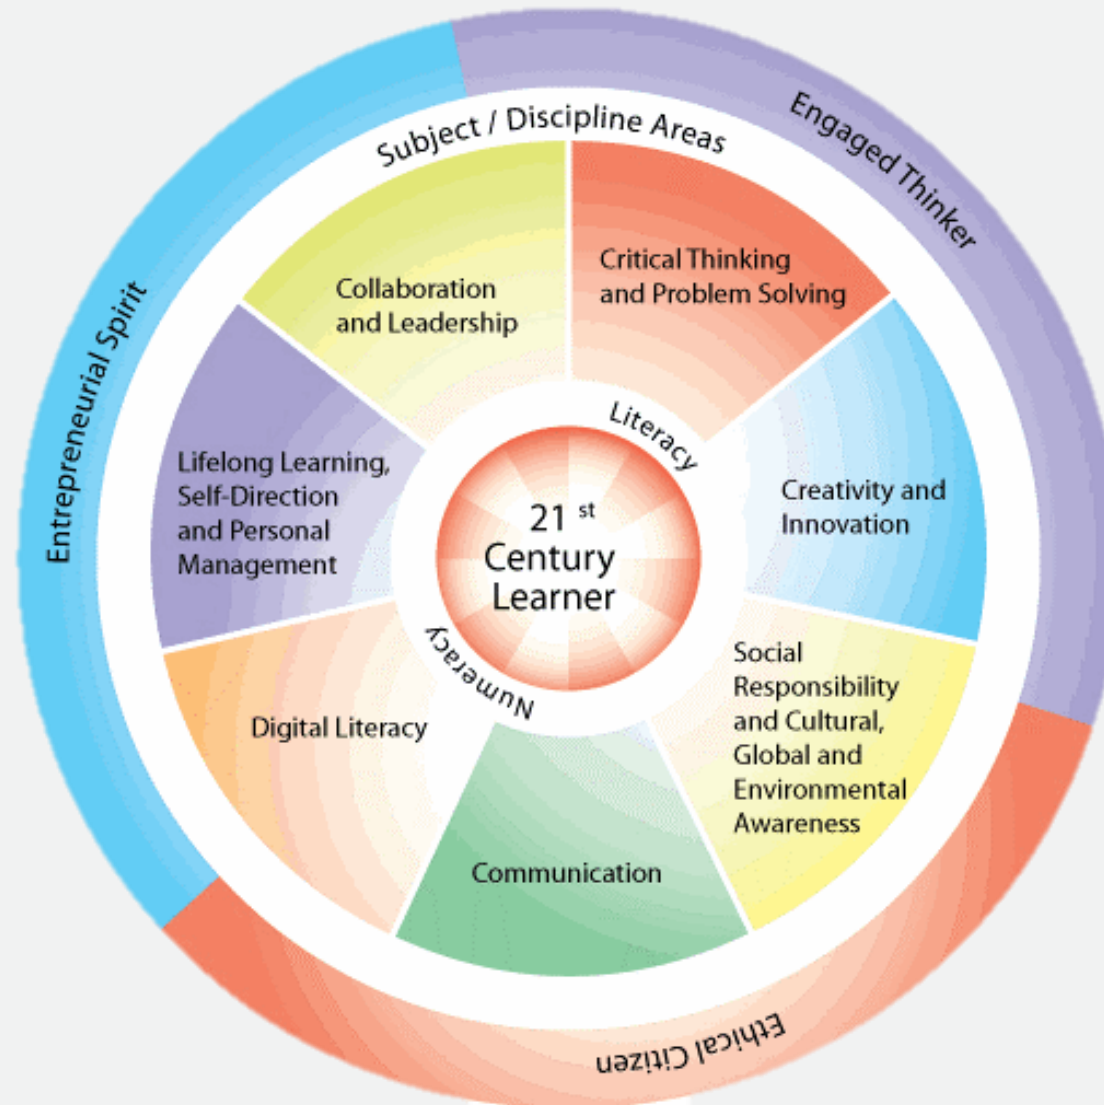 Subject / Discipline Areas
Engaged Thinker
Entrepreneurial Spirit
Ethical Citizen
Collaboration
and Leadership
Critical Thinking
and Problem Solving
Literacy
Lifelong Learning,
Self-Direction
and Personal
Management
21 st
Century
Learner
Creativity and
Innovation
Numeracy
Digital Literacy
Social
Responsibility
and Cultural,
Global and
Environmental
Awareness
Communication